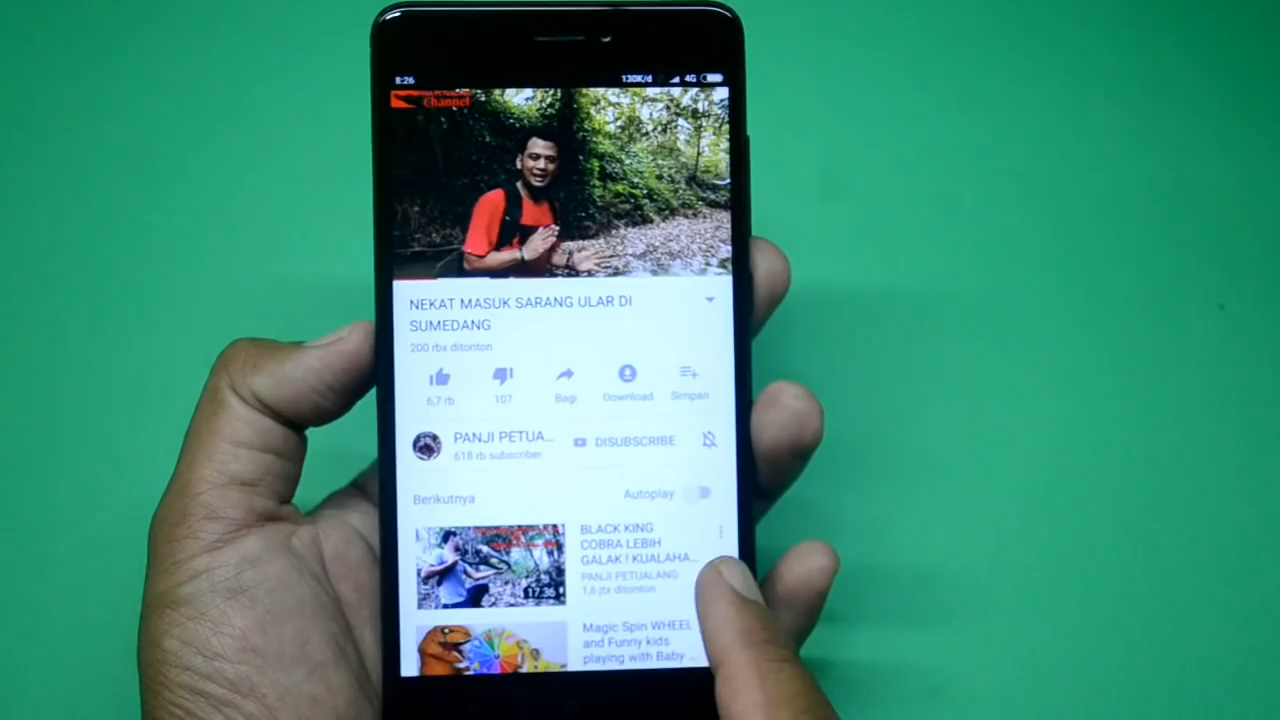 8:26 130K/d 4G
Channel
NEKAT MASUK SARANG ULAR DI
SUMEDANG
200 rbx ditonton
6,7 rb 107 Bagi Download Simpan
PANJI PETUA... DISUBSCRIBE
618 rb subscriber
Berikutnya Autoplay
BLACK KING
COBRA LEBIH
GALAK ! KUALAHA...
PANJI PETUALANG
1,6 jtx ditonton
17:36
Magic Spin WHEEL
and Funny kids
playing with Baby ...